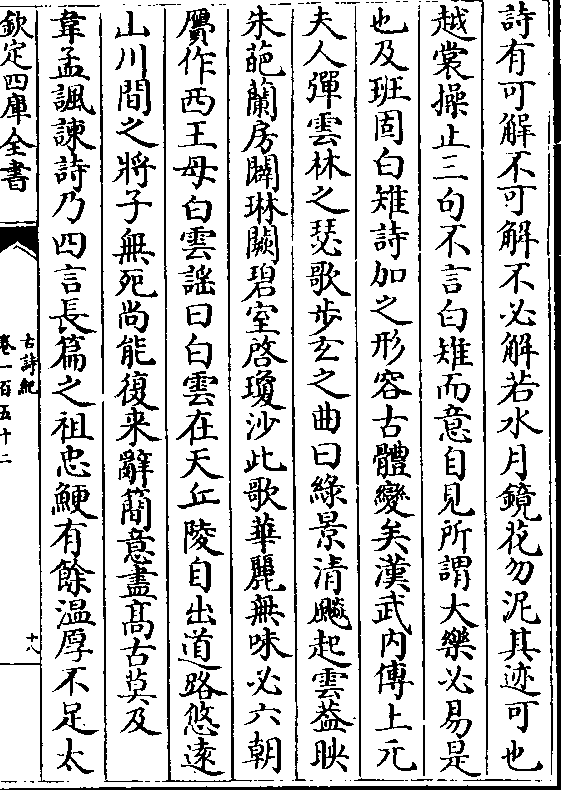 詩有可解不可解不必解若水月鏡花勿泥其迹可也
越裳操止三句不言白雉而意自見所謂大樂必易是
也及班固白雉詩加之形容古體變矣漢武内傳上元
夫人彈雲林之瑟歌步玄之曲曰綠景清飈起雲葢映
朱葩蘭房闢琳闕碧室啓瓊沙此歌華麗無味必六朝
贋作西王母白雲謡曰白雲在天丘陵自出道路悠逺
山川間之將子無死尚能復来辭簡意盡髙古莫及
韋孟諷諫詩乃四言長篇之祖忠鯁有餘溫厚不足太
欽定四庫全書
古詩紀
卷一百五十二
十八